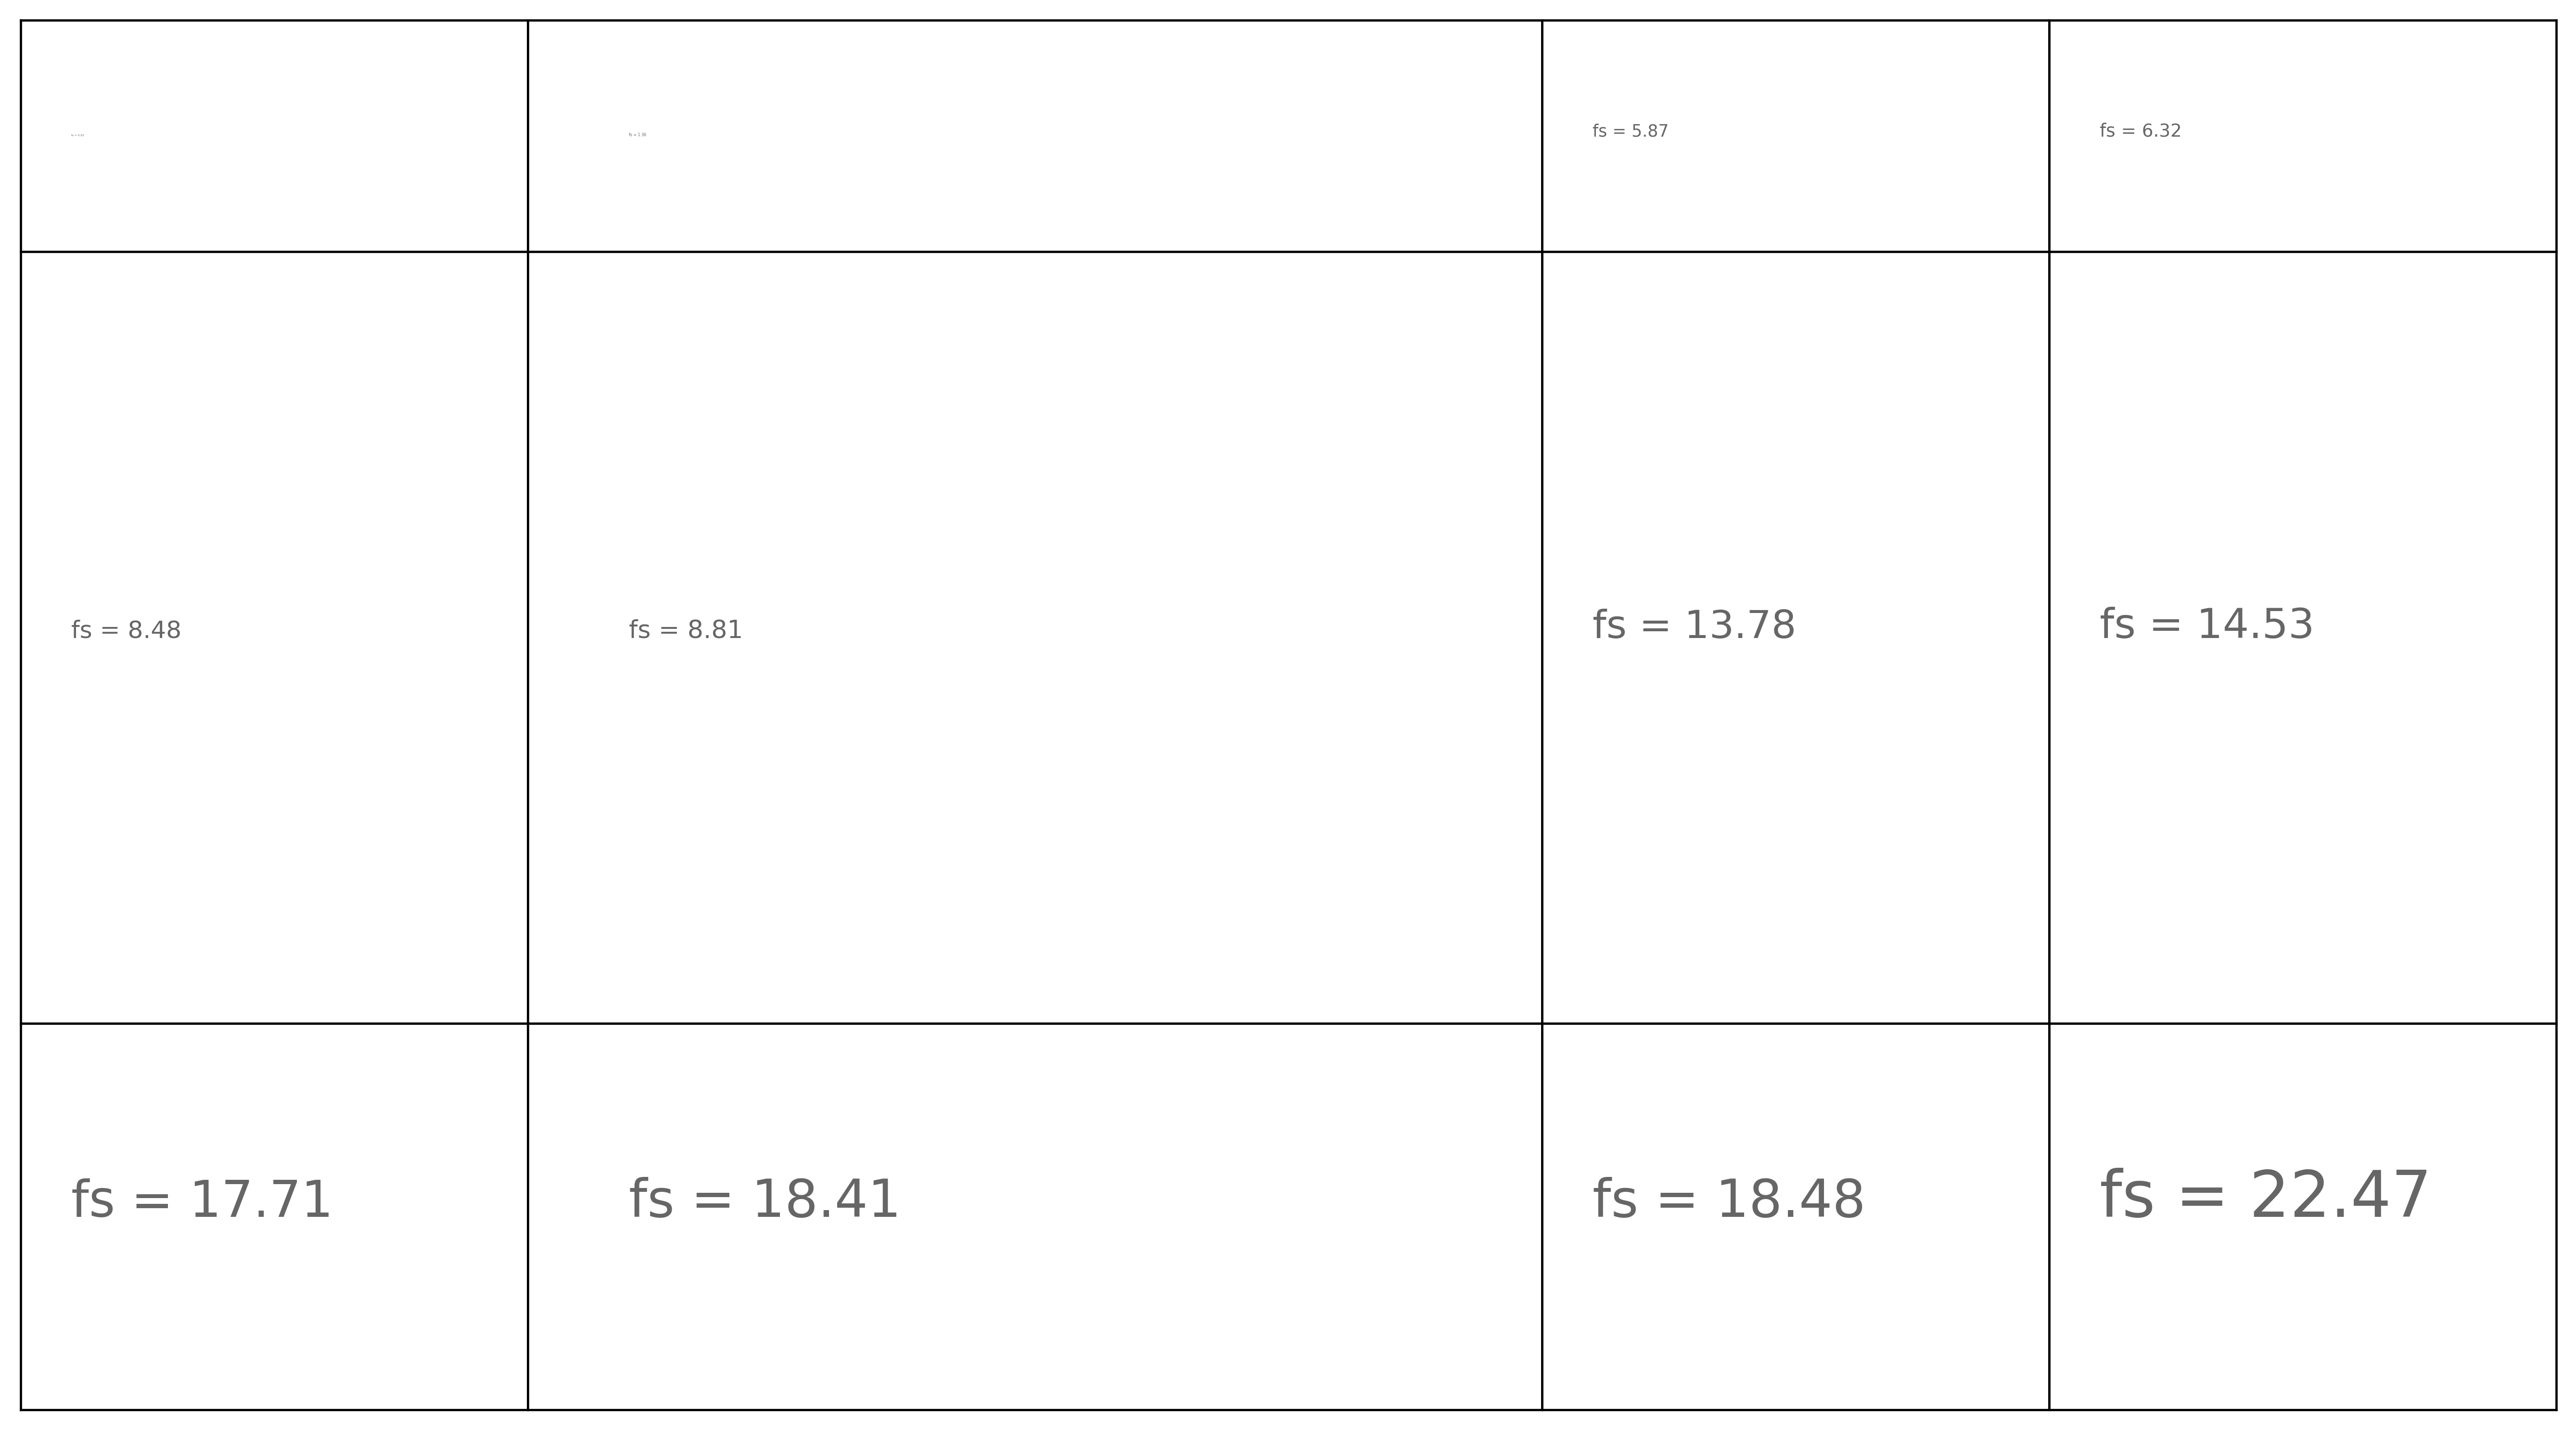 fs = 5.87
fs = 6.32
fs = 8.48
fs = 8.81
fs = 13.78
fs = 14.53
fs = 17.71
fs = 18.41
fs = 18.48
fs = 22.47